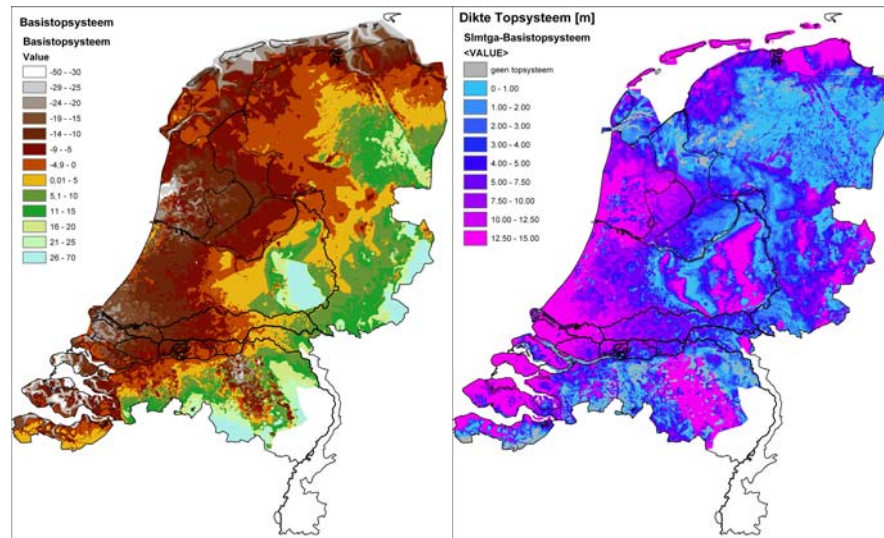 Basistopsysteem
Basistopsysteem
Value
-50 - -30
-29 - -25
-24 - -20
-19 - -15
-14 - -10
-9 - -5
-4,9 - 0
0,01 - 5
5,1 - 10
11 - 15
16 - 20
21 - 25
26 - 70
Dikte Topsysteem [m]
Slmtga-Basistopsysteem
<VALUE>
geen topsysteem
0 - 1.00
1.00 - 2.00
2.00 - 3.00
3.00 - 4.00
4.00 - 5.00
5.00 - 7.50
7.50 - 10.00
10.00 - 12.50
12.50 - 15.00